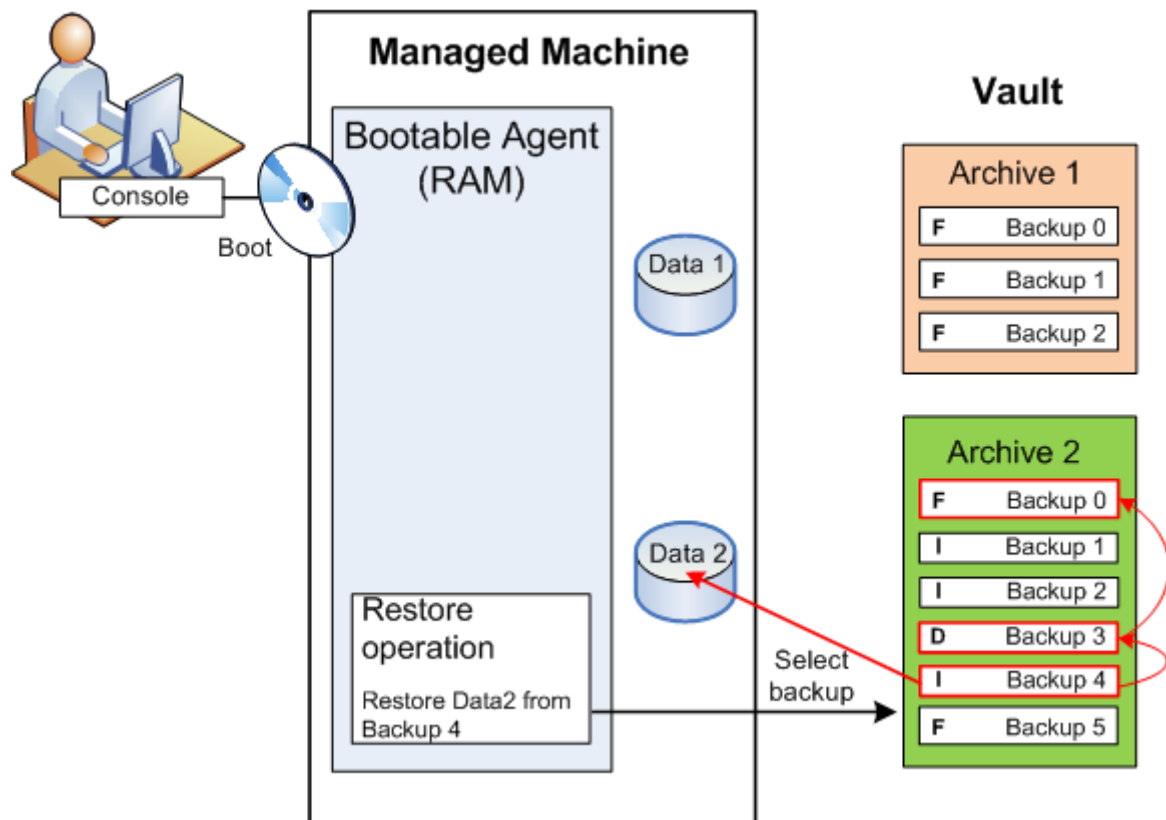 Managed Machine
Bootable Agent
(RAM)
Console
Boot
Data 1
Data 2
Restore
operation
Restore Data2 from
Backup 4
Select
backup
Vault
Archive 1
F Backup 0
F Backup 1
F Backup 2
Archive 2
F Backup 0
I Backup 1
I Backup 2
D Backup 3
I Backup 4
F Backup 5